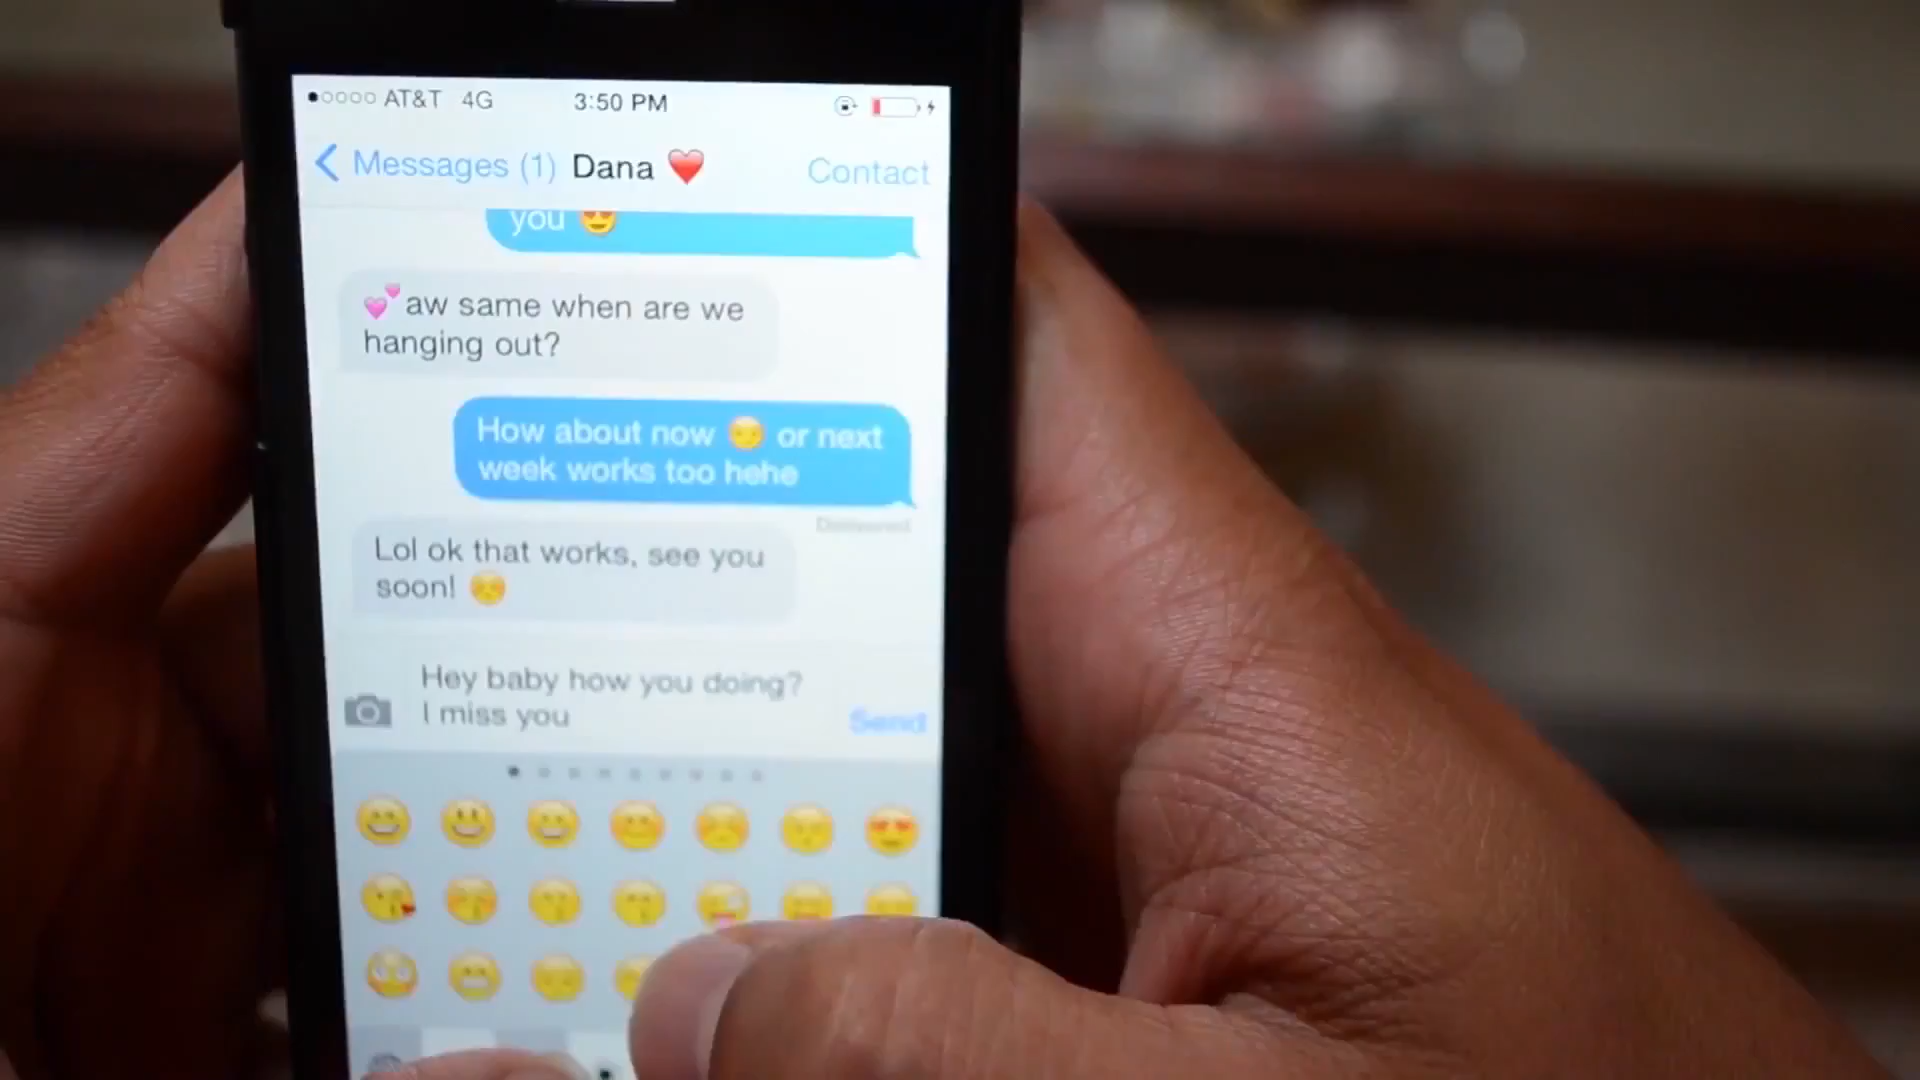 AT&T 4G 3:50 PM
Messages (1) Dana ❤️ Contact
you 😍
💕 aw same when are we
hanging out?
How about now 😏 or next
week works too hehe
Delivered
Lol ok that works, see you
soon! ☺️
Hey baby how you doing?
I miss you
Send